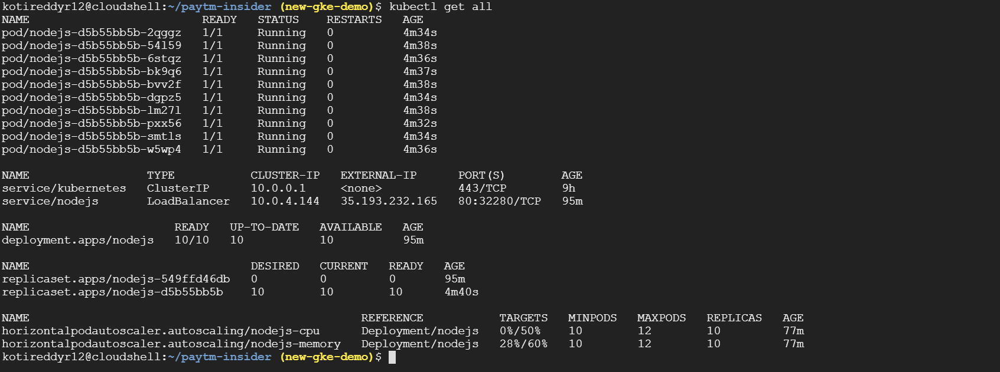 kotireddyr12@cloudshell:~/paytm-insider (new-gke-demo)$ kubectl get all
NAME                         READY   STATUS    RESTARTS   AGE
pod/nodejs-d5b55bb5b-2qggz   1/1     Running   0          4m34s
pod/nodejs-d5b55bb5b-54l59   1/1     Running   0          4m38s
pod/nodejs-d5b55bb5b-6stqz   1/1     Running   0          4m36s
pod/nodejs-d5b55bb5b-bk9q6   1/1     Running   0          4m37s
pod/nodejs-d5b55bb5b-bvv2f   1/1     Running   0          4m38s
pod/nodejs-d5b55bb5b-dgpz5   1/1     Running   0          4m34s
pod/nodejs-d5b55bb5b-lm27l   1/1     Running   0          4m38s
pod/nodejs-d5b55bb5b-pxx56   1/1     Running   0          4m32s
pod/nodejs-d5b55bb5b-smtls   1/1     Running   0          4m34s
pod/nodejs-d5b55bb5b-w5wp4   1/1     Running   0          4m36s
NAME                 TYPE           CLUSTER-IP   EXTERNAL-IP      PORT(S)        AGE
service/kubernetes   ClusterIP      10.0.0.1     <none>           443/TCP        9h
service/nodejs       LoadBalancer   10.0.4.144   35.193.232.165   80:32280/TCP   95m
NAME                     READY   UP-TO-DATE   AVAILABLE   AGE
deployment.apps/nodejs   10/10   10           10          95m
NAME                                DESIRED   CURRENT   READY   AGE
replicaset.apps/nodejs-549ffd46db   0         0         0       95m
replicaset.apps/nodejs-d5b55bb5b    10        10        10      4m40s
NAME                                                REFERENCE           TARGETS   MINPODS   MAXPODS   REPLICAS   AGE
horizontalpodautoscaler.autoscaling/nodejs-cpu      Deployment/nodejs   0%/50%    10        12        10         77m
horizontalpodautoscaler.autoscaling/nodejs-memory   Deployment/nodejs   28%/60%   10        12        10         77m
kotireddyr12@cloudshell:~/paytm-insider (new-gke-demo)$